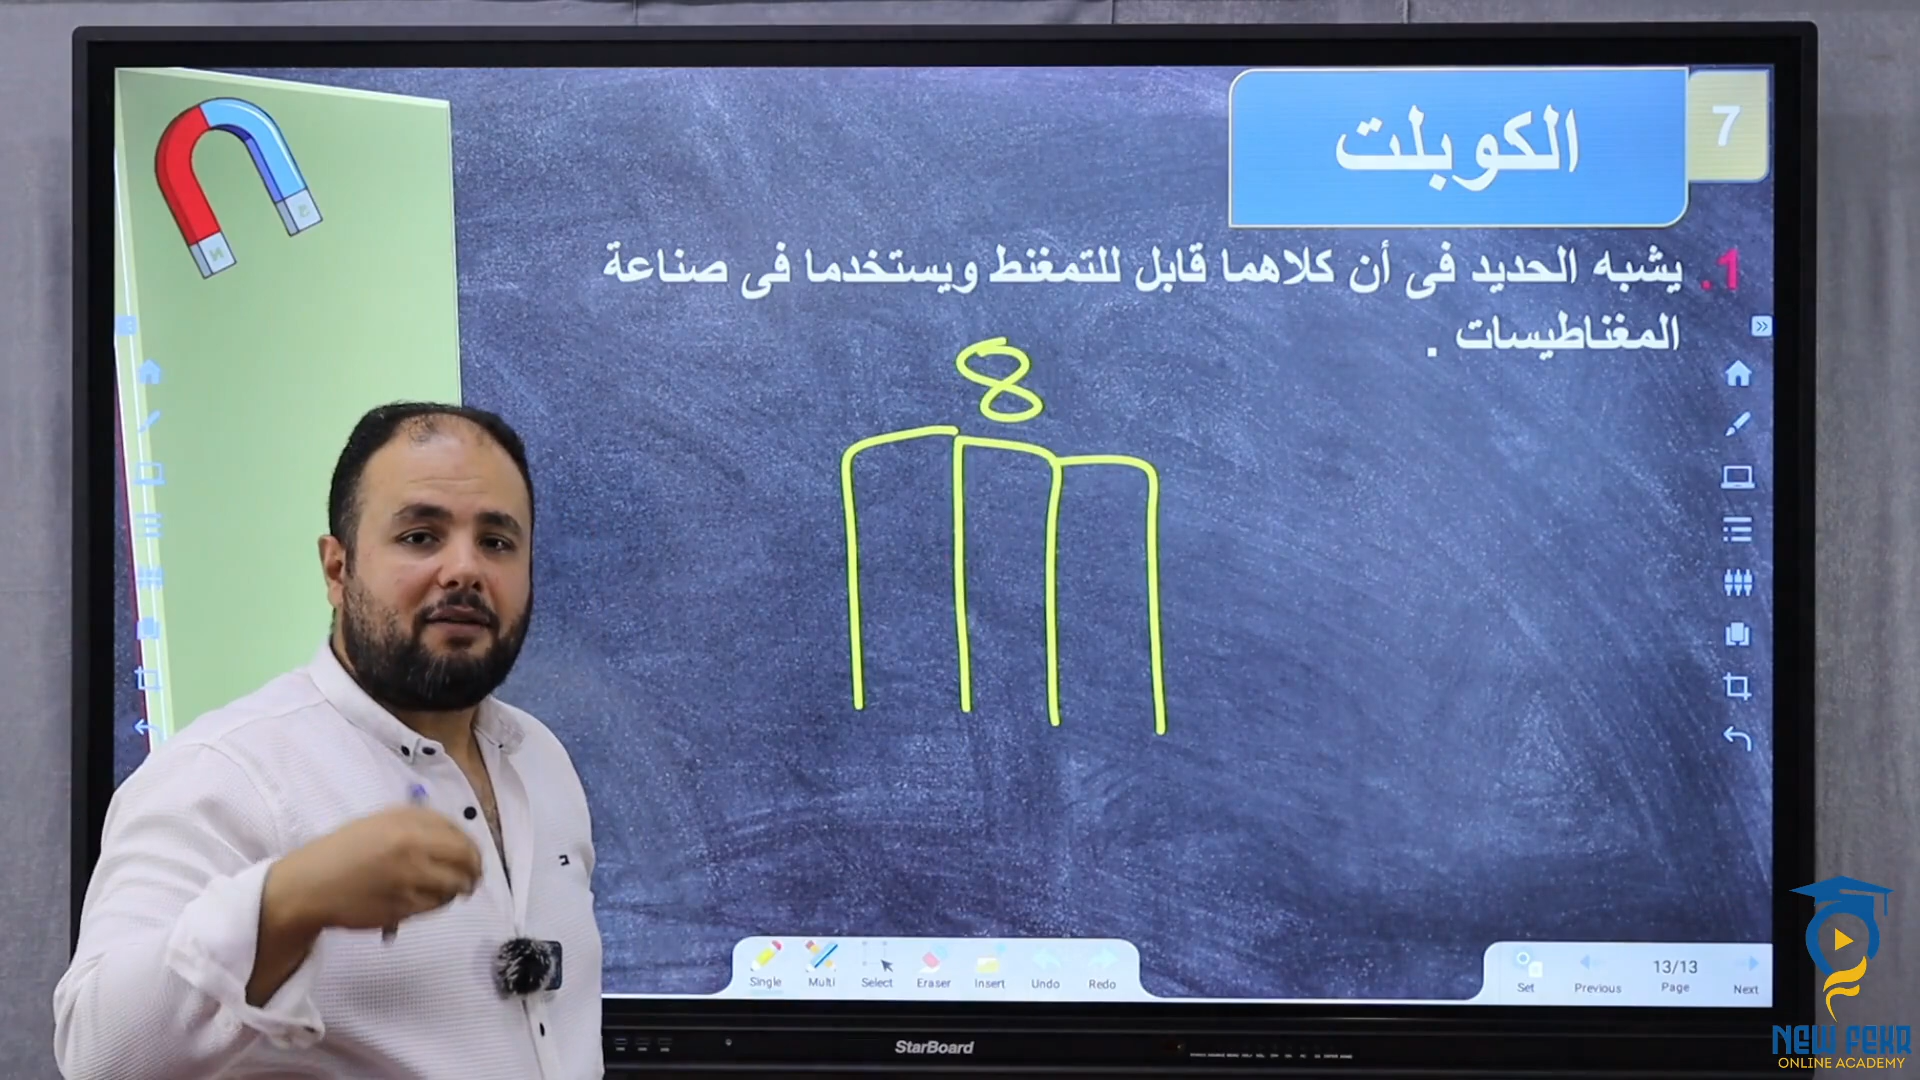 7
الكوبلت
1. يشبه الحديد فى أن كلاهما قابل للتمغنط ويستخدما فى صناعة
المغناطيسات .
8
N
S
Single
Multi
Select
Eraser
Insert
Undo
Redo
Set
Previous
13/13
Page
Next
StarBoard
NEW FEKR
ONLINE ACADEMY